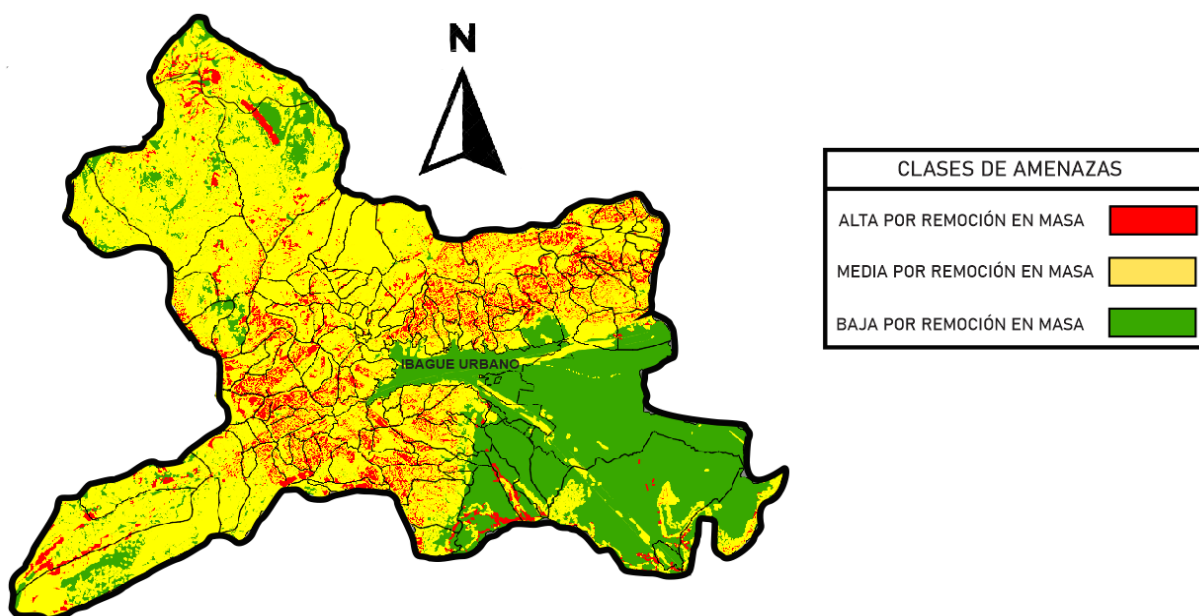 N
CLASES DE AMENAZAS
ALTA POR REMOCIÓN EN MASA
MEDIA POR REMOCIÓN EN MASA
BAJA POR REMOCIÓN EN MASA
IBAGUE URBANO